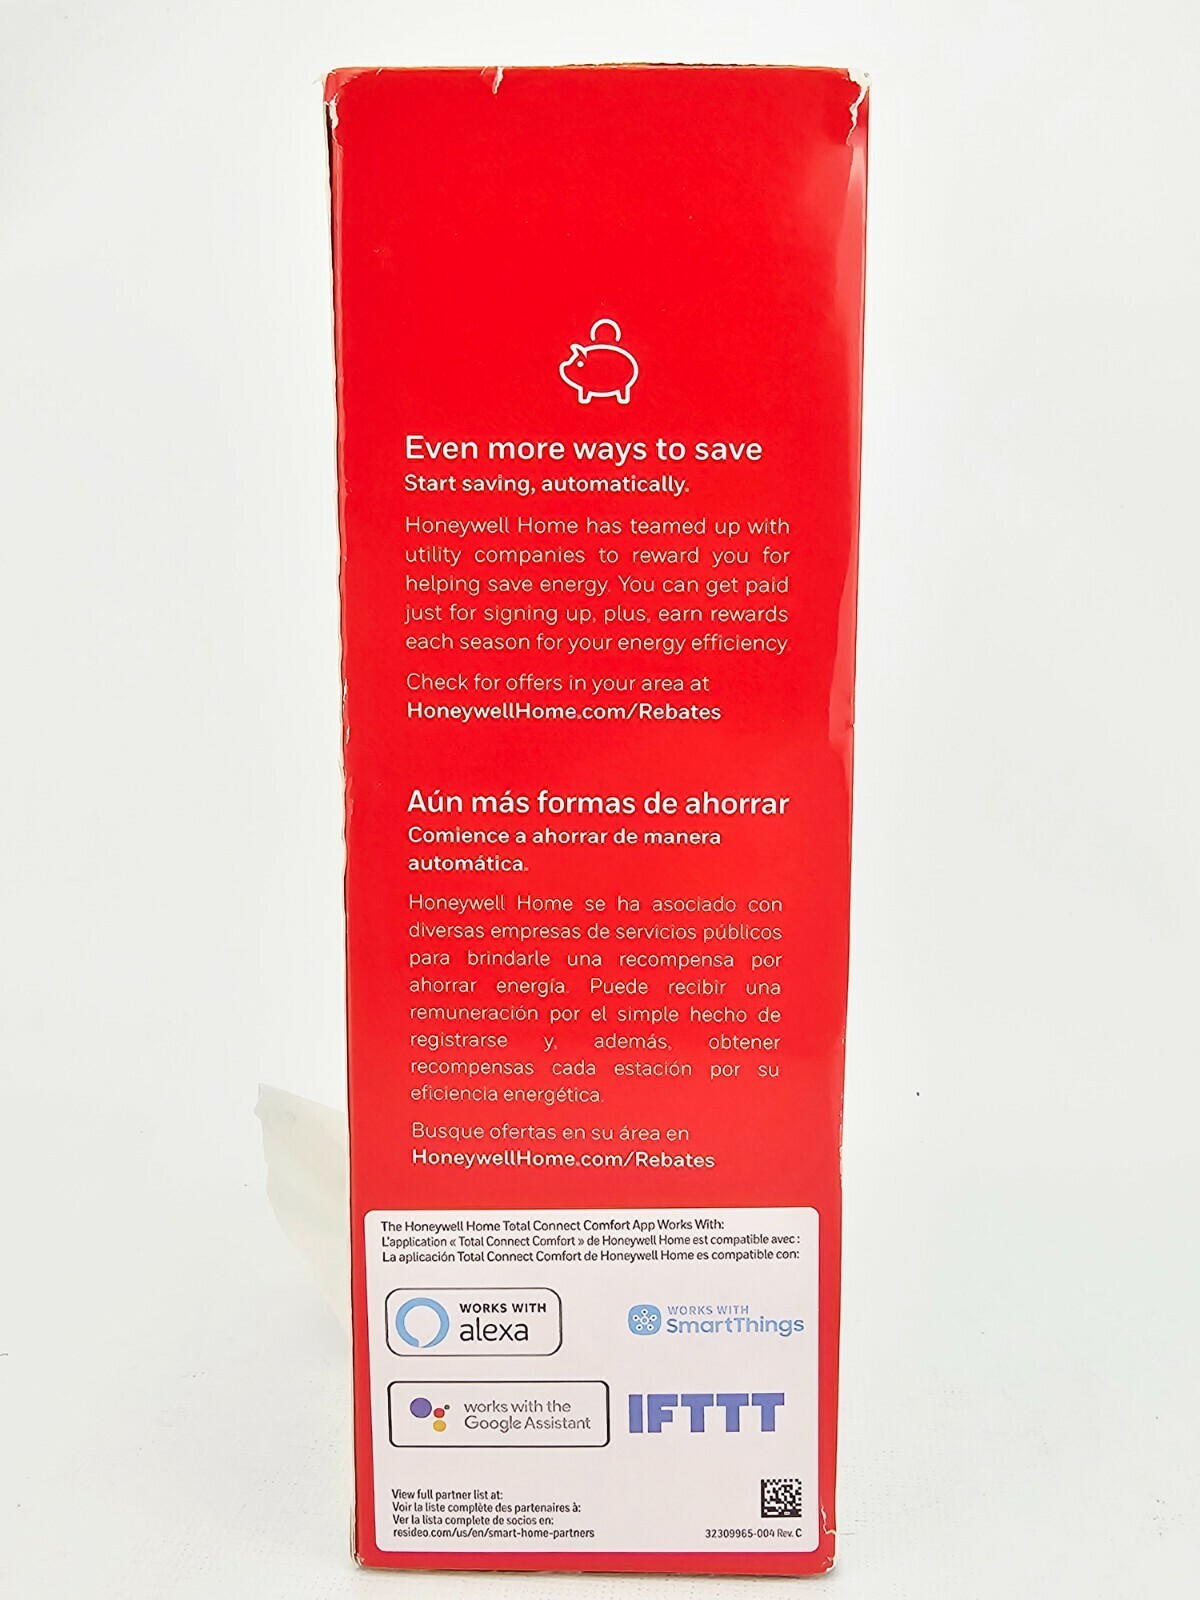 Even more ways to save
Start saving, automatically.
Honeywell Home has teamed up with
utility companies to reward you for
helping save energy. You can get paid
just for signing up, plus, earn rewards
each season for your energy efficiency.
Check for offers in your area at
HoneywellHome.com/Rebates
Aún más formas de ahorrar
Comience a ahorrar de manera
automática.
Honeywell Home se ha asociado con
diversas empresas de servicios públicos
para brindarle una recompensa por
ahorrar energía. Puede recibir una
remuneración por el simple hecho de
registrarse y, además, obtener
recompensas cada estación por su
eficiencia energética.
Busque ofertas en su área en
HoneywellHome.com/Rebates
The Honeywell Home Total Connect Comfort App Works With:
L'application « Total Connect Comfort » de Honeywell Home est compatible avec :
La aplicación Total Connect Comfort de Honeywell Home es compatible con:
WORKS WITH
alexa
WORKS WITH
SmartThings
works with the
Google Assistant
IFTTT
View full partner list at:
Voir la liste complète des partenaires à:
Ver la lista complete de socios en:
resideo.com/us/en/smart-home-partners
32309965-004 Rev. C